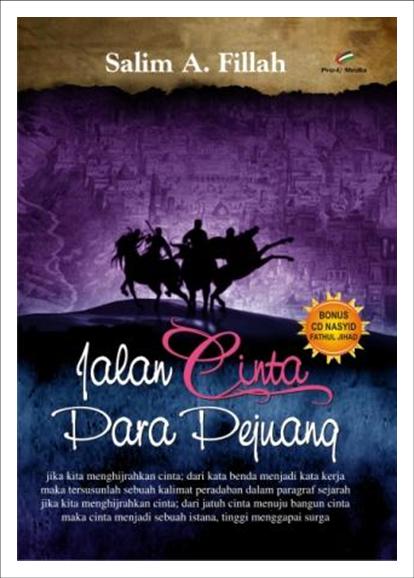 Salim A. Fillah
Pro-U Media
BONUS
CD NASYID
FATHUL JIHAD
Jalan Cinta
Para Pejuang
jika kita menghijrahkan cinta; dari kata benda menjadi kata kerja
maka tersusunlah sebuah kalimat peradaban dalam paragraf sejarah
jika kita menghijrahkan cinta; dari jatuh cinta menuju bangun cinta
maka cinta menjadi sebuah istana, tinggi menggapai surga